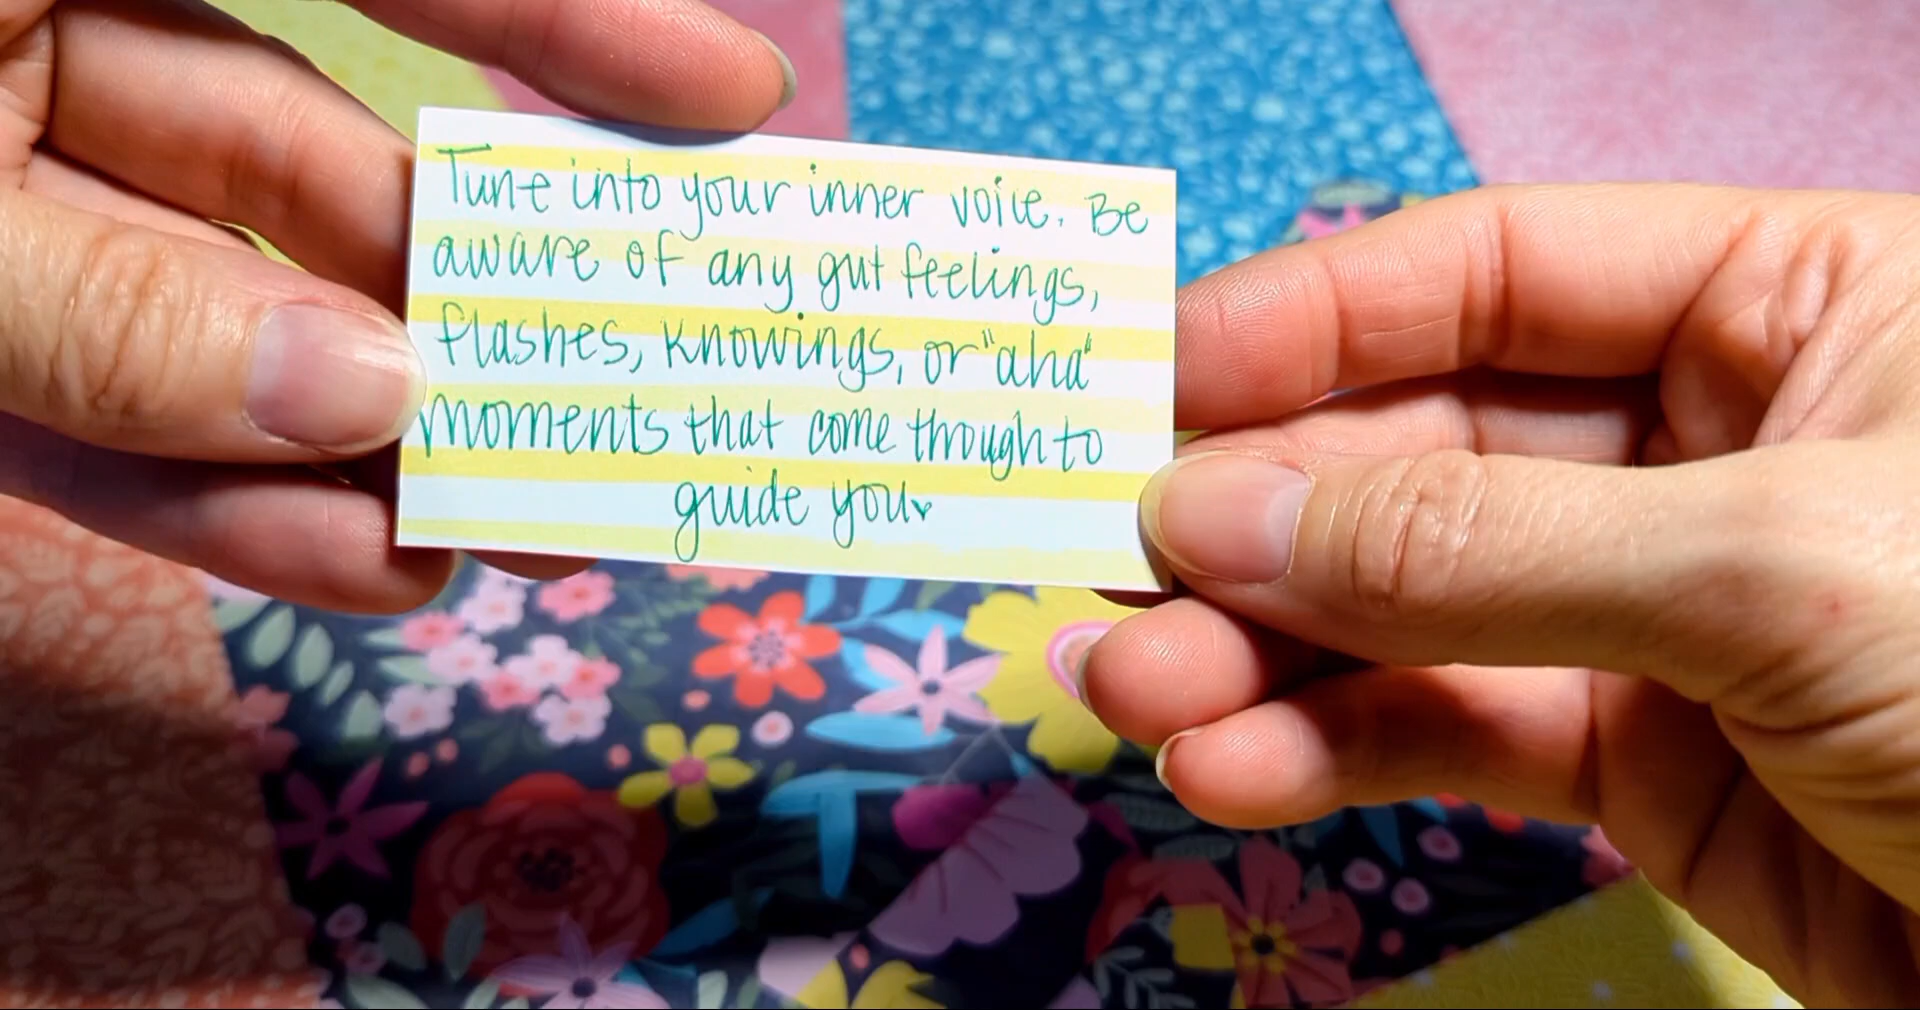 Tune into your inner voice. Be
aware of any gut feelings,
flashes, knowings, or "aha"
moments that come through to
guide you♥